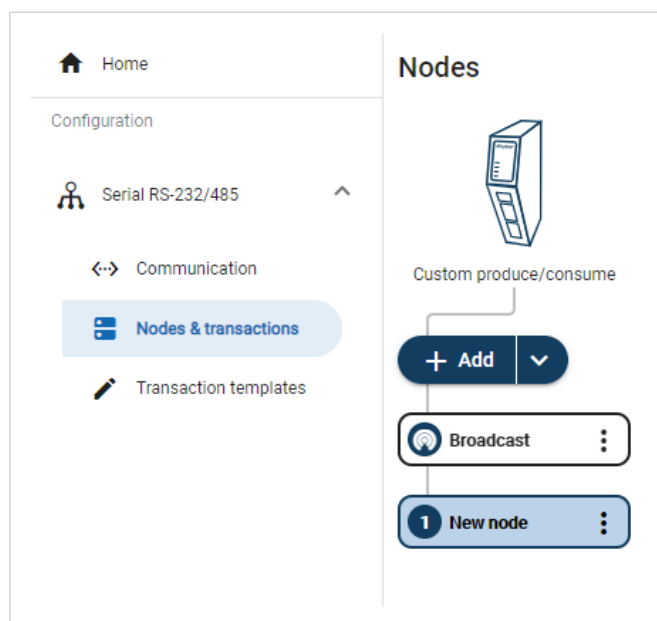 Home
Configuration
Serial RS-232/485
Communication
Nodes & transactions
Transaction templates
Nodes
Custom produce/consume
Add
Broadcast
1 New node